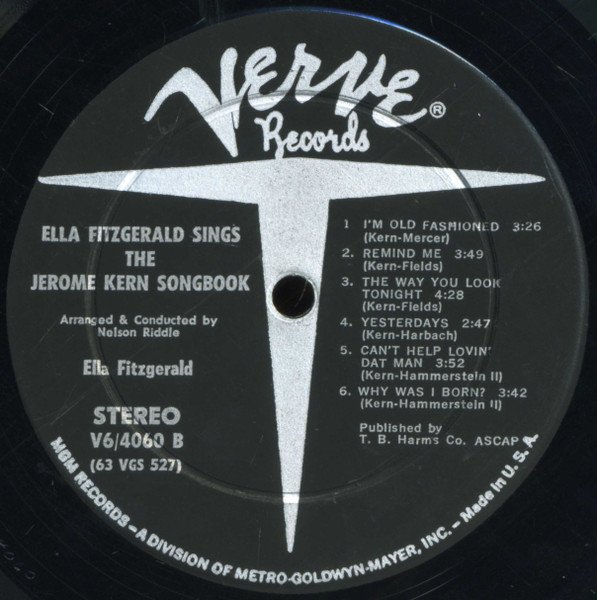 Verve®
Records
ELLA FITZGERALD SINGS
THE
JEROME KERN SONGBOOK
Arranged & Conducted by
Nelson Riddle
Ella Fitzgerald
STEREO
V6/4060 B
(63 VGS 527)
1 I'M OLD FASHIONED 3:26
(Kern-Mercer)
2. REMIND ME 3:49
(Kern-Fields)
3. THE WAY YOU LOOK
TONIGHT 4:28
(Kern-Fields)
4. YESTERDAYS 2:47
(Kern-Harbach)
5. CAN'T HELP LOVIN'
DAT MAN 3:52
(Kern-Hammerstein II)
6. WHY WAS I BORN? 3:42
(Kern-Hammerstein II)
Published by
T. B. Harms Co. ASCAP
MGM RECORDS – A DIVISION OF METRO-GOLDWYN-MAYER, INC. – Made in U. S. A.